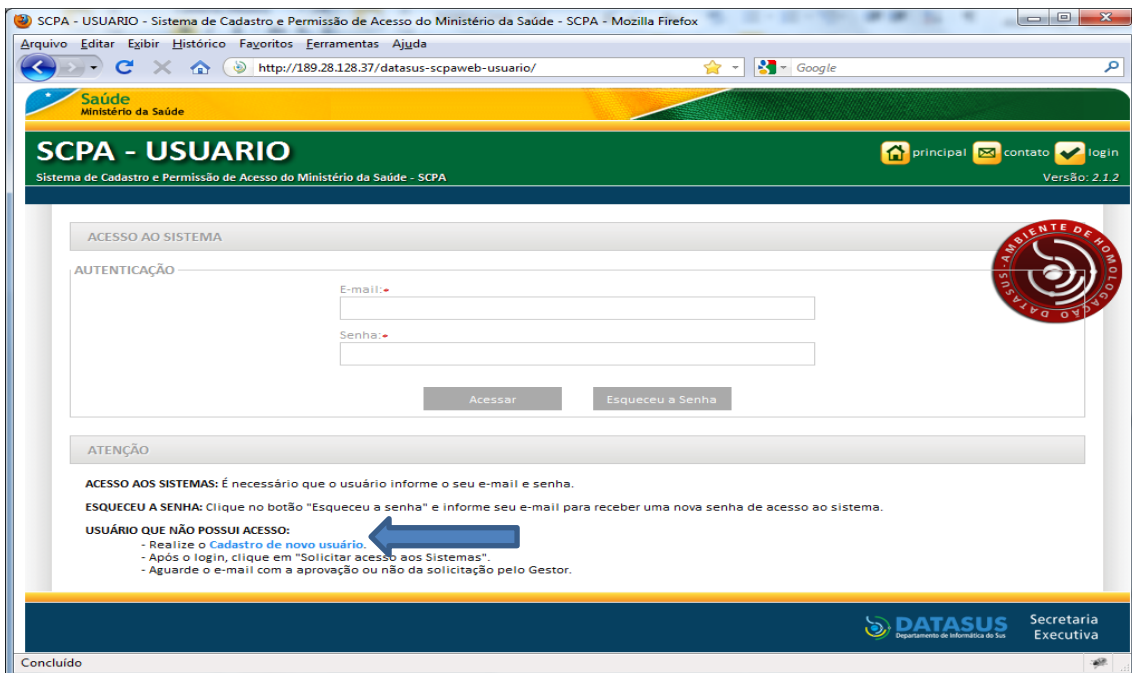 SCPA - USUARIO - Sistema de Cadastro e Permissão de Acesso do Ministério da Saúde - SCPA - Mozilla Firefox
Arquivo Editar Exibir Histórico Favoritos Ferramentas Ajuda
http://189.28.128.37/datasus-scpaweb-usuario/
Google
Saúde
Ministério da Saúde
SCPA - USUARIO
principal contato login
Sistema de Cadastro e Permissão de Acesso do Ministério da Saúde - SCPA
Versão: 2.1.2
ACESSO AO SISTEMA
AMBIENTE DE HOMOLOGAÇÃO DATASUS
AUTENTICAÇÃO
E-mail:
Senha:
Acessar Esqueceu a Senha
ATENÇÃO
ACESSO AOS SISTEMAS: É necessário que o usuário informe o seu e-mail e senha.
ESQUECEU A SENHA: Clique no botão "Esqueceu a senha" e informe seu e-mail para receber uma nova senha de acesso ao sistema.
USUÁRIO QUE NÃO POSSUI ACESSO:
- Realize o Cadastro de novo usuário.
- Após o login, clique em "Solicitar acesso aos Sistemas".
- Aguarde o e-mail com a aprovação ou não da solicitação pelo Gestor.
DATASUS
Departamento de Informática do Sus
Secretaria
Executiva
Concluído